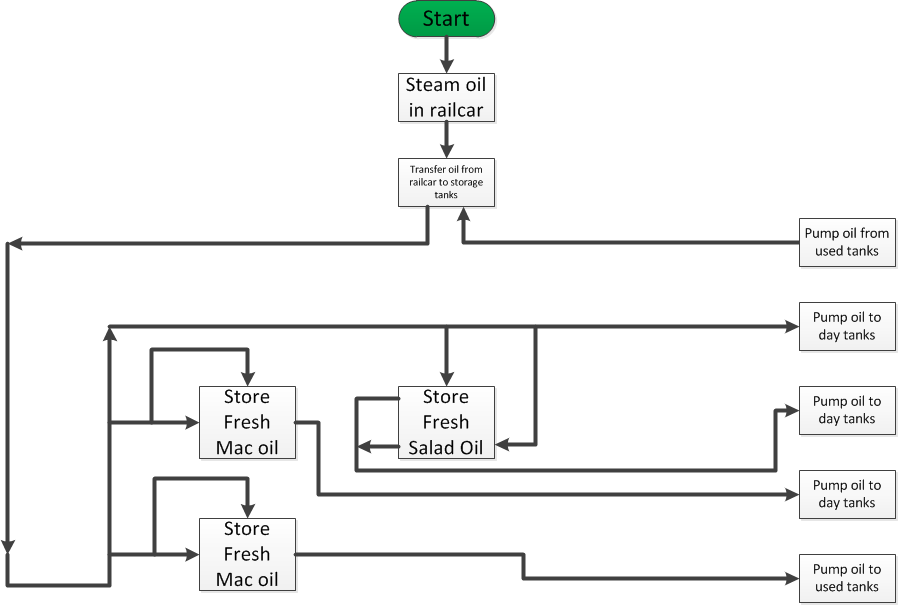 Start
Steam oil
in railcar
Transfer oil from
railcar to storage
tanks
Pump oil from
used tanks
Pump oil to
day tanks
Store
Fresh
Mac oil
Store
Fresh
Salad Oil
Pump oil to
day tanks
Pump oil to
day tanks
Store
Fresh
Mac oil
Pump oil to
used tanks